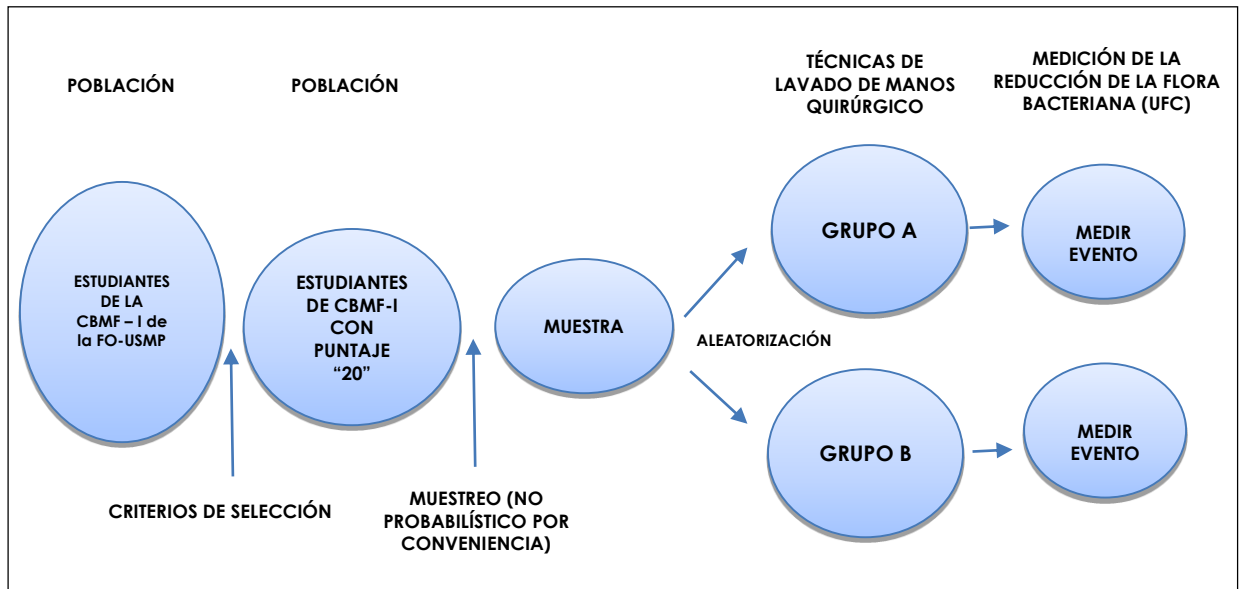 POBLACIÓN
POBLACIÓN
TÉCNICAS DE
LAVADO DE MANOS
QUIRÚRGICO
MEDICIÓN DE LA
REDUCCIÓN DE LA FLORA
BACTERIANA (UFC)
ESTUDIANTES
DE LA
CBMF – I de
la FO-USMP
ESTUDIANTES
DE CBMF-I
CON
PUNTAJE
“20”
MUESTRA
ALEATORIZACIÓN
GRUPO A
MEDIR
EVENTO
GRUPO B
MEDIR
EVENTO
CRITERIOS DE SELECCIÓN
MUESTREO (NO
PROBABILÍSTICO POR
CONVENIENCIA)